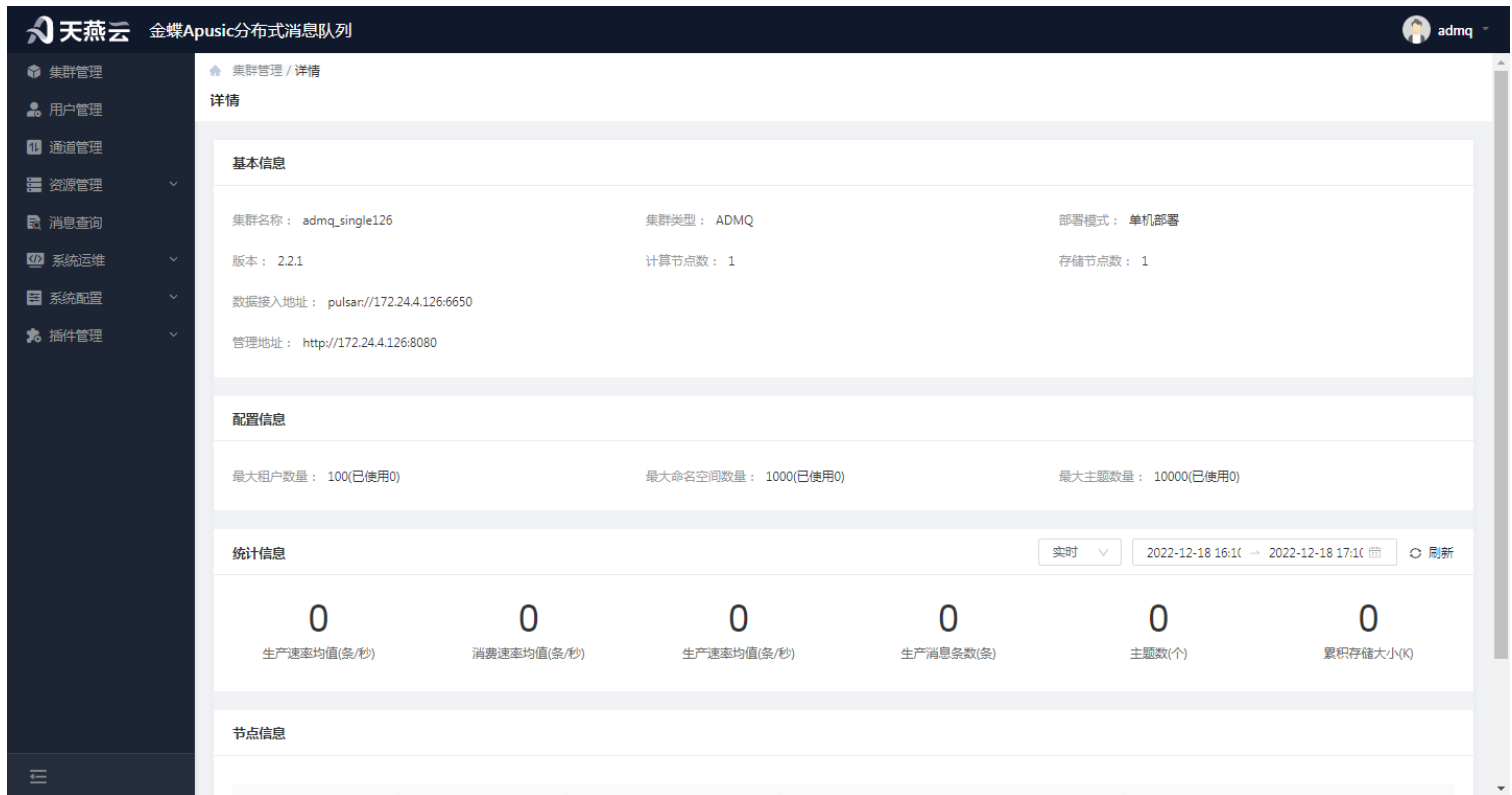 天燕云 金蝶Apusic分布式消息队列 admq
集群管理
用户管理
通道管理
资源管理
消息查询
系统运维
系统配置
插件管理
集群管理 / 详情
详情
基本信息
集群名称： admq_single126 集群类型： ADMQ 部署模式： 单机部署
版本： 2.2.1 计算节点数： 1 存储节点数： 1
数据接入地址： pulsar://172.24.4.126:6650
管理地址： http://172.24.4.126:8080
配置信息
最大租户数量： 100(已使用0) 最大命名空间数量： 1000(已使用0) 最大主题数量： 10000(已使用0)
统计信息 实时 2022-12-18 16:1 → 2022-12-18 17:1 刷新
0 0 0 0 0 0
生产速率均值(条/秒) 消费速率均值(条/秒) 生产速率均值(条/秒) 生产消息条数(条) 主题数(个) 累积存储大小(K)
节点信息